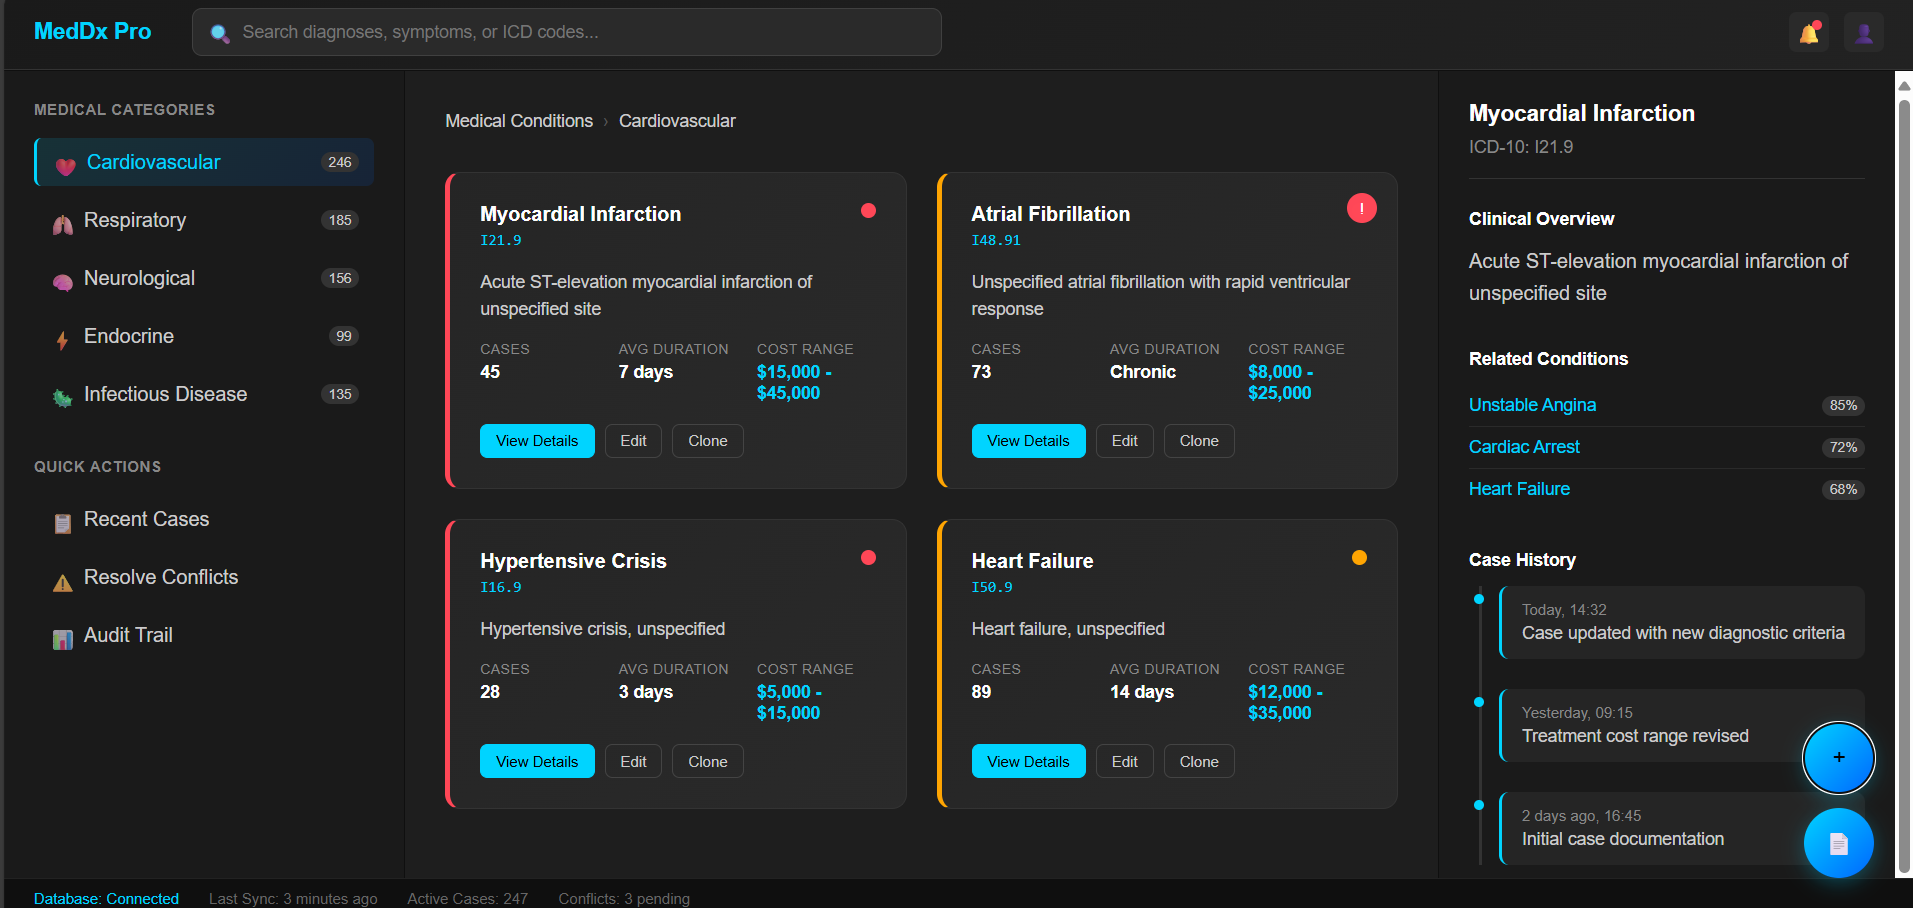 MedDx Pro
Search diagnoses, symptoms, or ICD codes...
MEDICAL CATEGORIES
Cardiovascular 246
Respiratory 185
Neurological 156
Endocrine 99
Infectious Disease 135
QUICK ACTIONS
Recent Cases
Resolve Conflicts
Audit Trail
Medical Conditions › Cardiovascular
Myocardial Infarction
I21.9
Acute ST-elevation myocardial infarction of
unspecified site
CASES AVG DURATION COST RANGE
45 7 days $15,000 -
$45,000
View Details Edit Clone
Atrial Fibrillation !
I48.91
Unspecified atrial fibrillation with rapid ventricular
response
CASES AVG DURATION COST RANGE
73 Chronic $8,000 -
$25,000
View Details Edit Clone
Hypertensive Crisis
I16.9
Hypertensive crisis, unspecified
CASES AVG DURATION COST RANGE
28 3 days $5,000 -
$15,000
View Details Edit Clone
Heart Failure
I50.9
Heart failure, unspecified
CASES AVG DURATION COST RANGE
89 14 days $12,000 -
$35,000
View Details Edit Clone
Myocardial Infarction
ICD-10: I21.9
Clinical Overview
Acute ST-elevation myocardial infarction of
unspecified site
Related Conditions
Unstable Angina 85%
Cardiac Arrest 72%
Heart Failure 68%
Case History
Today, 14:32
Case updated with new diagnostic criteria
Yesterday, 09:15
Treatment cost range revised
+
2 days ago, 16:45
Initial case documentation
Database: Connected Last Sync: 3 minutes ago Active Cases: 247 Conflicts: 3 pending